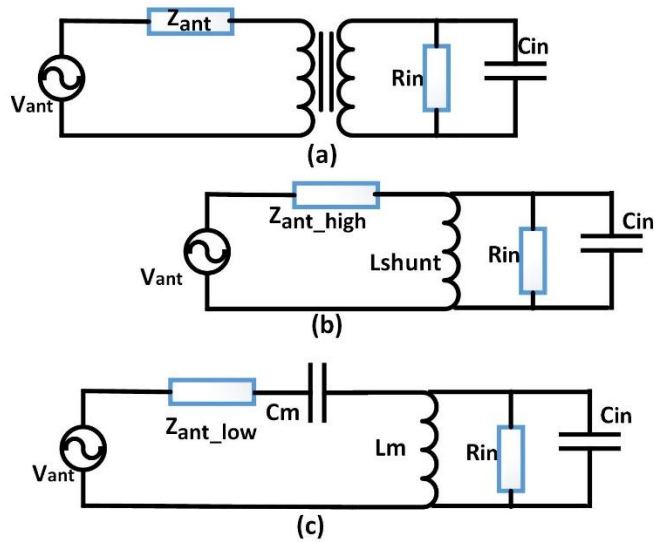 Zant
Cin
Rin
Vant
(a)
Zant_high
Cin
Rin
Lshunt
Vant
(b)
Cm
Cin
Zant_low
Lm
Rin
Vant
(c)